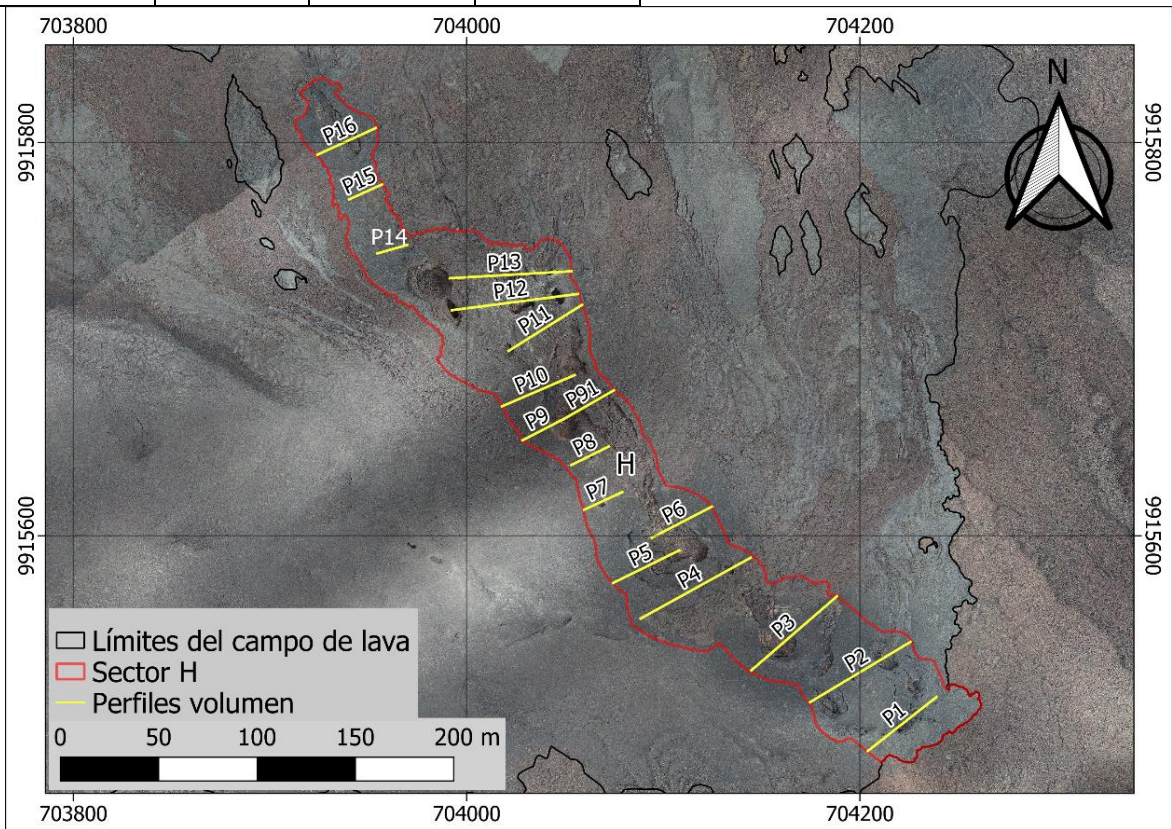 703800 704000 704200
N
9915800 9915800
P16
P15
P14
P13
P12
P11
P10
P91
P9
P8
H
P7
P6
9915600 9915600
P5
P4
P3
P2
P1
Límites del campo de lava
Sector H
Perfiles volumen
0 50 100 150 200 m
703800 704000 704200